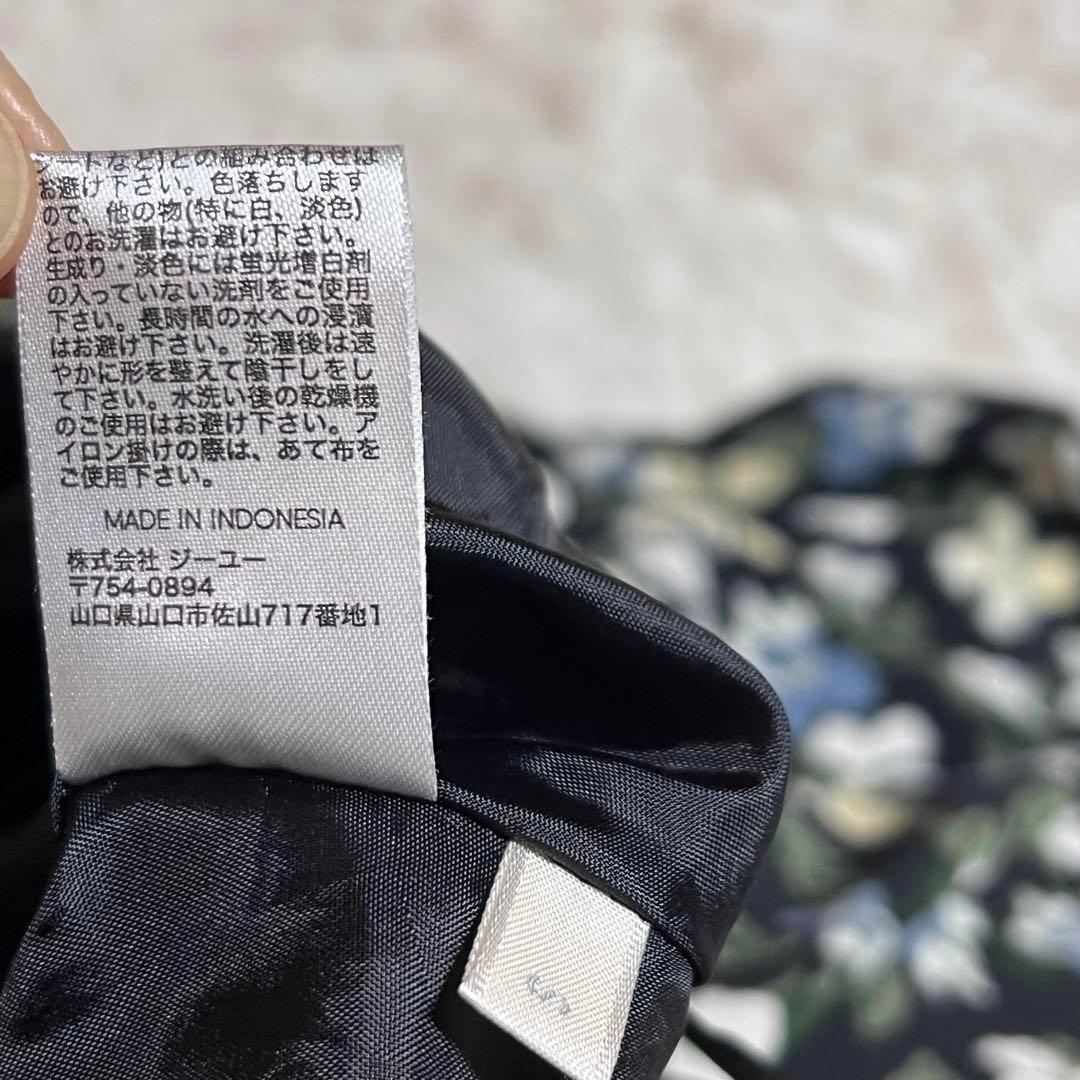 シートなど)との組み合わせは
お避け下さい。色落ちします
ので、他の物(特に白、淡色)
とのお洗濯はお避け下さい。
生成り・淡色には蛍光増白剤
の入っていない洗剤をご使用
下さい。長時間の水への浸漬
はお避け下さい。洗濯後は速
やかに形を整えて陰干しをし
て下さい。水洗い後の乾燥機
のご使用はお避け下さい。ア
イロン掛けの際は、あて布を
ご使用下さい。
MADE IN INDONESIA
株式会社 ジーユー
〒754-0894
山口県山口市佐山717番地1